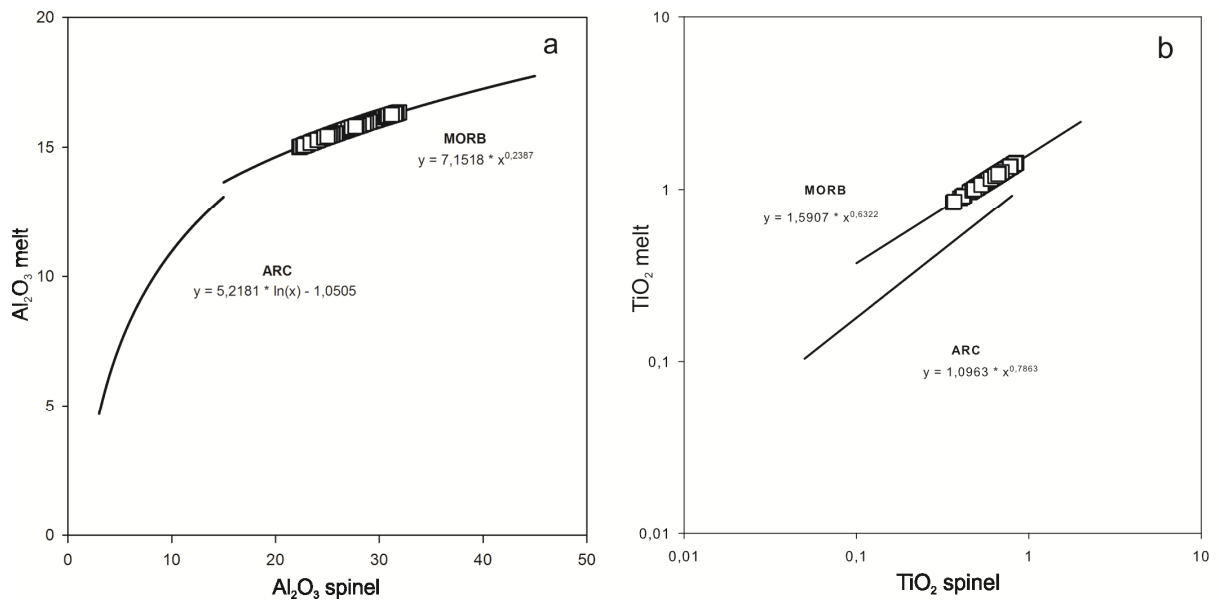 a
20
15
10
5
0
Al₂O₃ melt
MORB
y = 7,1518 * x^0,2387
ARC
y = 5,2181 * ln(x) - 1,0505
0 10 20 30 40 50
Al₂O₃ spinel
b
10
1
0,1
0,01
TiO₂ melt
MORB
y = 1,5907 * x^0,6322
ARC
y = 1,0963 * x^0,7863
0,01 0,1 1 10
TiO₂ spinel